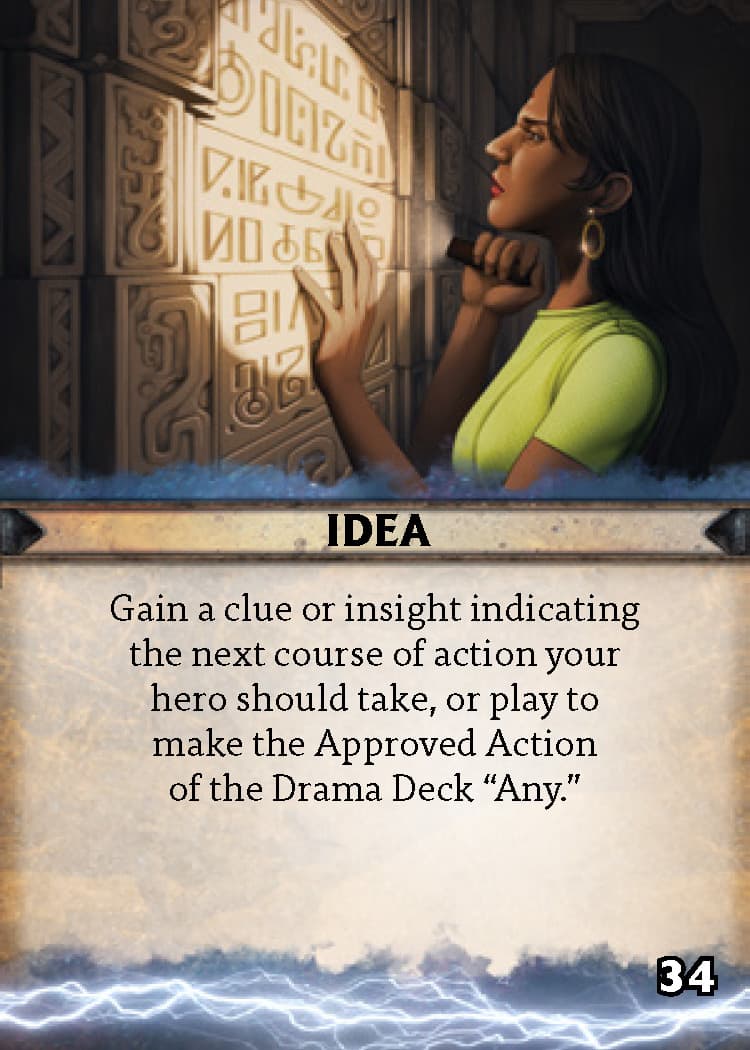 IDEA
Gain a clue or insight indicating
the next course of action your
hero should take, or play to
make the Approved Action
of the Drama Deck “Any.”
34